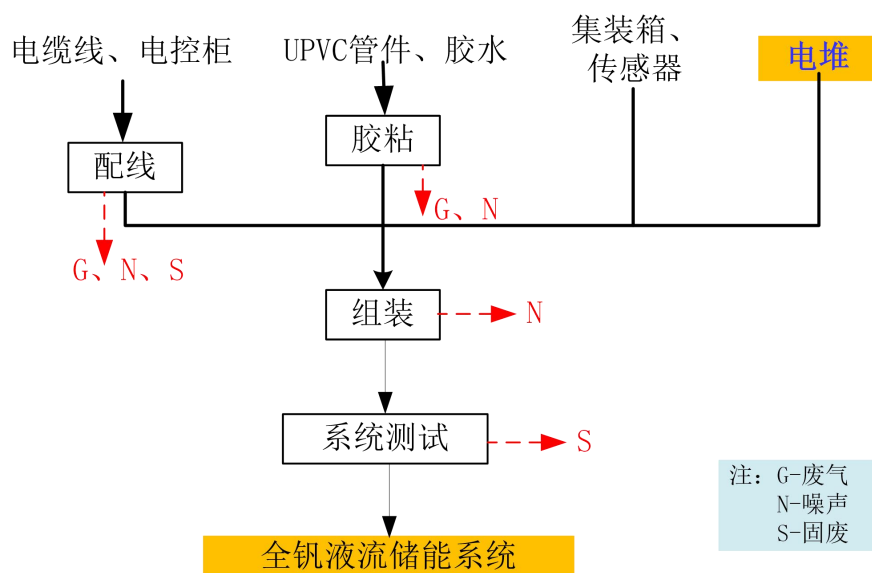 电缆线、电控柜
UPVC管件、胶水
集装箱、
传感器
电堆
配线
胶粘
G、N
G、N、S
组装
N
系统测试
S
全钒液流储能系统
注：G-废气
N-噪声
S-固废